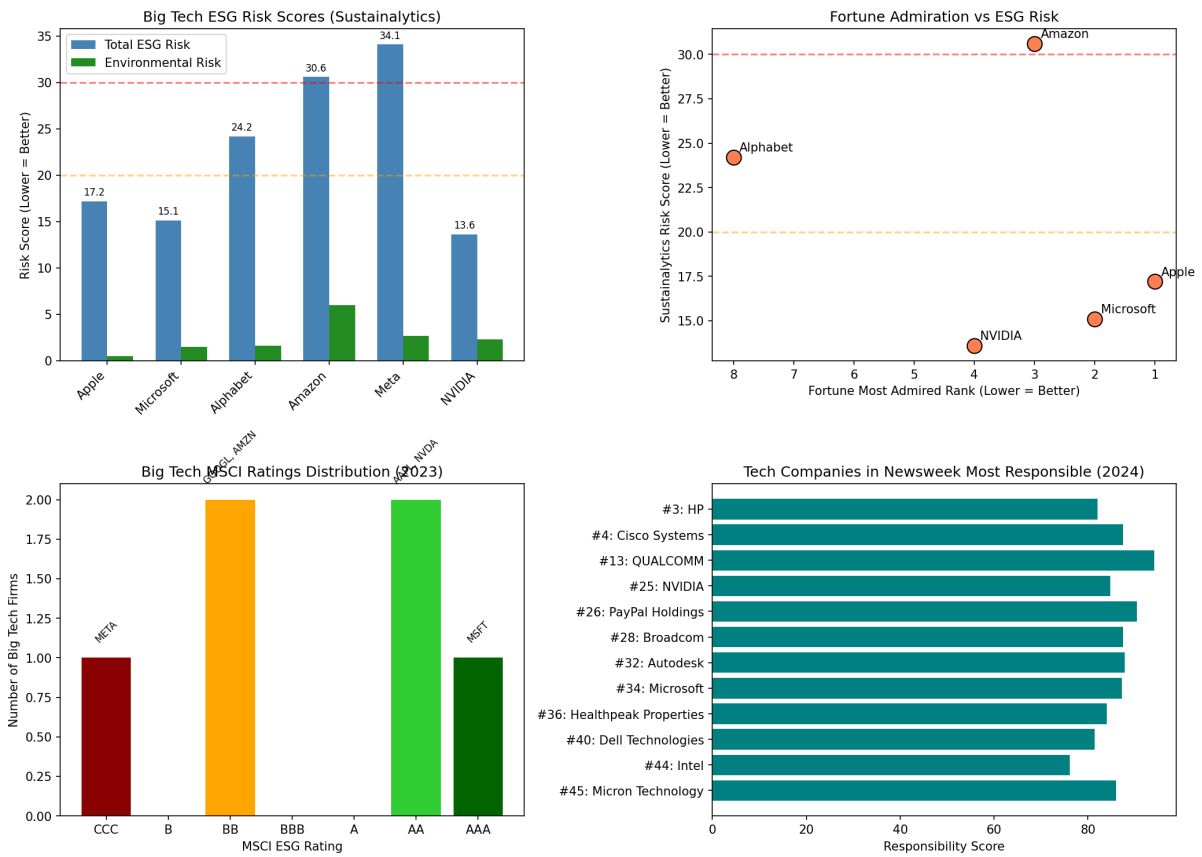 Big Tech ESG Risk Scores (Sustainalytics)
Total ESG Risk
Environmental Risk
Risk Score (Lower = Better)
35
30
25
20
15
10
5
0
17.2
15.1
24.2
30.6
34.1
13.6
Apple
Microsoft
Alphabet
Amazon
Meta
NVIDIA
Fortune Admiration vs ESG Risk
Sustainalytics Risk Score (Lower = Better)
30.0
27.5
25.0
22.5
20.0
17.5
15.0
Amazon
Alphabet
Apple
Microsoft
NVIDIA
8
7
6
5
4
3
2
1
Fortune Most Admired Rank (Lower = Better)
Big Tech MSCI Ratings Distribution (2023)
Number of Big Tech Firms
2.00
1.75
1.50
1.25
1.00
0.75
0.50
0.25
0.00
META
GOOGL, AMZN
AAPL, NVDA
MSFT
CCC
B
BB
BBB
A
AA
AAA
MSCI ESG Rating
Tech Companies in Newsweek Most Responsible (2024)
#3: HP
#4: Cisco Systems
#13: QUALCOMM
#25: NVIDIA
#26: PayPal Holdings
#28: Broadcom
#32: Autodesk
#34: Microsoft
#36: Healthpeak Properties
#40: Dell Technologies
#44: Intel
#45: Micron Technology
0
20
40
60
80
Responsibility Score